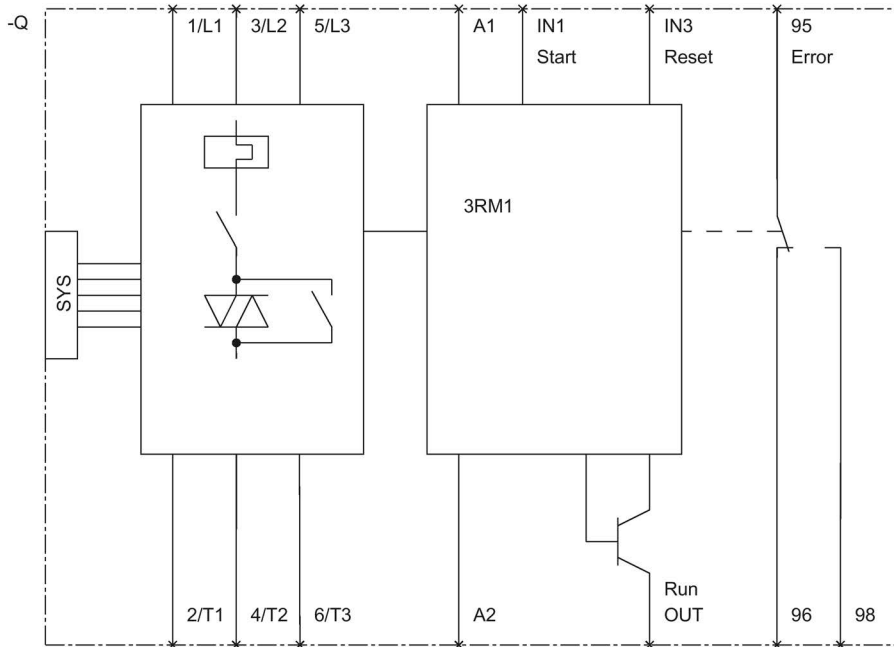 -Q
1/L1 3/L2 5/L3 A1 IN1 IN3 95
Start Reset Error
3RM1
SYS
Run
2/T1 4/T2 6/T3 A2 OUT 96 98